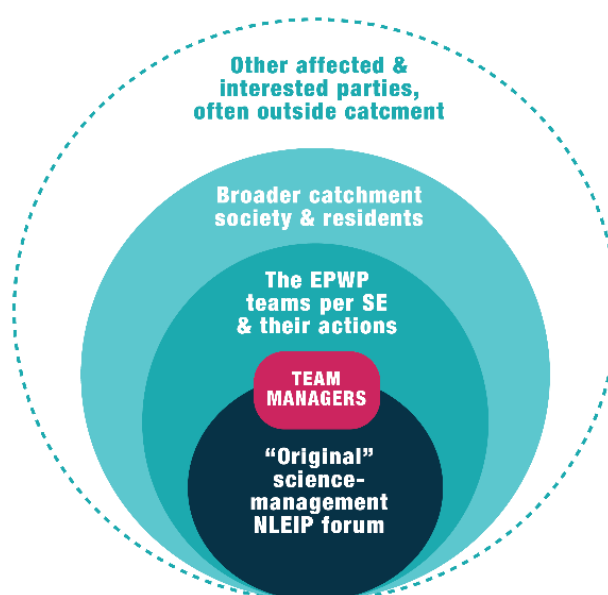 Other affected &
interested parties,
often outside catcment
Broader catchment
society & residents
The EPWP
teams per SE
& their actions
TEAM
MANAGERS
“Original”
science-
management
NLEIP forum